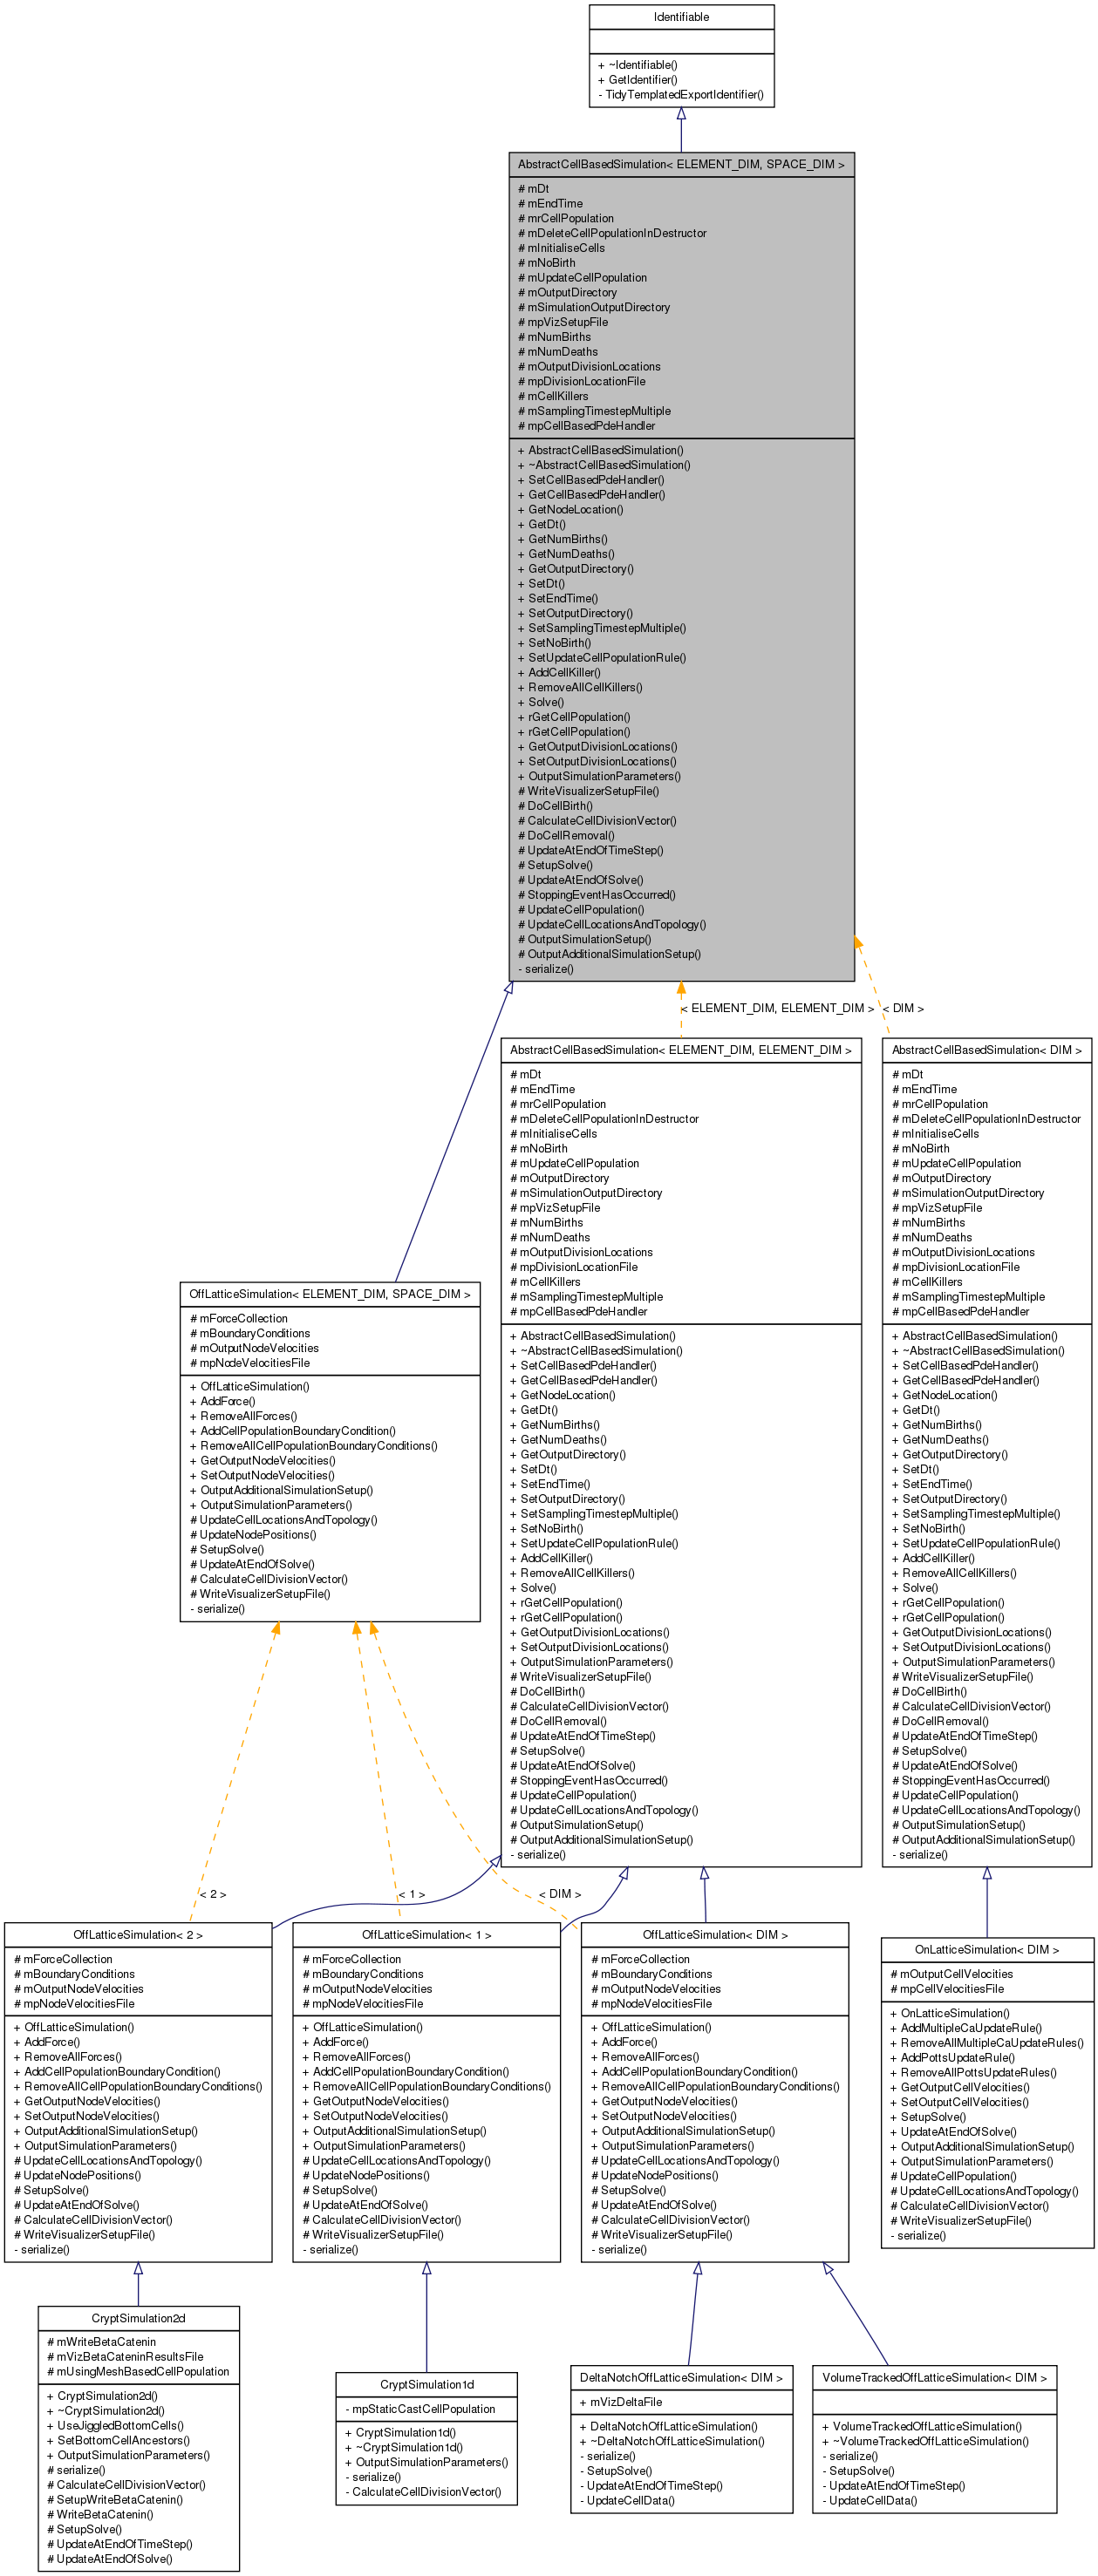 Identifiable
+ ~Identifiable()
+ GetIdentifier()
- TidyTemplatedExportIdentifier()
AbstractCellBasedSimulation< ELEMENT_DIM, SPACE_DIM >
# mDt
# mEndTime
# mrCellPopulation
# mDeleteCellPopulationInDestructor
# mInitialiseCells
# mNoBirth
# mUpdateCellPopulation
# mOutputDirectory
# mSimulationOutputDirectory
# mpVizSetupFile
# mNumBirths
# mNumDeaths
# mOutputDivisionLocations
# mpDivisionLocationFile
# mCellKillers
# mSamplingTimestepMultiple
# mpCellBasedPdeHandler
+ AbstractCellBasedSimulation()
+ ~AbstractCellBasedSimulation()
+ SetCellBasedPdeHandler()
+ GetCellBasedPdeHandler()
+ GetNodeLocation()
+ GetDt()
+ GetNumBirths()
+ GetNumDeaths()
+ GetOutputDirectory()
+ SetDt()
+ SetEndTime()
+ SetOutputDirectory()
+ SetSamplingTimestepMultiple()
+ SetNoBirth()
+ SetUpdateCellPopulationRule()
+ AddCellKiller()
+ RemoveAllCellKillers()
+ Solve()
+ rGetCellPopulation()
+ rGetCellPopulation()
+ GetOutputDivisionLocations()
+ SetOutputDivisionLocations()
+ OutputSimulationParameters()
# WriteVisualizerSetupFile()
# DoCellBirth()
# CalculateCellDivisionVector()
# DoCellRemoval()
# UpdateAtEndOfTimeStep()
# SetupSolve()
# UpdateAtEndOfSolve()
# StoppingEventHasOccurred()
# UpdateCellPopulation()
# UpdateCellLocationsAndTopology()
# OutputSimulationSetup()
# OutputAdditionalSimulationSetup()
- serialize()
< ELEMENT_DIM, ELEMENT_DIM >
< DIM >
AbstractCellBasedSimulation< ELEMENT_DIM, ELEMENT_DIM >
# mDt
# mEndTime
# mrCellPopulation
# mDeleteCellPopulationInDestructor
# mInitialiseCells
# mNoBirth
# mUpdateCellPopulation
# mOutputDirectory
# mSimulationOutputDirectory
# mpVizSetupFile
# mNumBirths
# mNumDeaths
# mOutputDivisionLocations
# mpDivisionLocationFile
# mCellKillers
# mSamplingTimestepMultiple
# mpCellBasedPdeHandler
+ AbstractCellBasedSimulation()
+ ~AbstractCellBasedSimulation()
+ SetCellBasedPdeHandler()
+ GetCellBasedPdeHandler()
+ GetNodeLocation()
+ GetDt()
+ GetNumBirths()
+ GetNumDeaths()
+ GetOutputDirectory()
+ SetDt()
+ SetEndTime()
+ SetOutputDirectory()
+ SetSamplingTimestepMultiple()
+ SetNoBirth()
+ SetUpdateCellPopulationRule()
+ AddCellKiller()
+ RemoveAllCellKillers()
+ Solve()
+ rGetCellPopulation()
+ rGetCellPopulation()
+ GetOutputDivisionLocations()
+ SetOutputDivisionLocations()
+ OutputSimulationParameters()
# WriteVisualizerSetupFile()
# DoCellBirth()
# CalculateCellDivisionVector()
# DoCellRemoval()
# UpdateAtEndOfTimeStep()
# SetupSolve()
# UpdateAtEndOfSolve()
# StoppingEventHasOccurred()
# UpdateCellPopulation()
# UpdateCellLocationsAndTopology()
# OutputSimulationSetup()
# OutputAdditionalSimulationSetup()
- serialize()
AbstractCellBasedSimulation< DIM >
# mDt
# mEndTime
# mrCellPopulation
# mDeleteCellPopulationInDestructor
# mInitialiseCells
# mNoBirth
# mUpdateCellPopulation
# mOutputDirectory
# mSimulationOutputDirectory
# mpVizSetupFile
# mNumBirths
# mNumDeaths
# mOutputDivisionLocations
# mpDivisionLocationFile
# mCellKillers
# mSamplingTimestepMultiple
# mpCellBasedPdeHandler
+ AbstractCellBasedSimulation()
+ ~AbstractCellBasedSimulation()
+ SetCellBasedPdeHandler()
+ GetCellBasedPdeHandler()
+ GetNodeLocation()
+ GetDt()
+ GetNumBirths()
+ GetNumDeaths()
+ GetOutputDirectory()
+ SetDt()
+ SetEndTime()
+ SetOutputDirectory()
+ SetSamplingTimestepMultiple()
+ SetNoBirth()
+ SetUpdateCellPopulationRule()
+ AddCellKiller()
+ RemoveAllCellKillers()
+ Solve()
+ rGetCellPopulation()
+ rGetCellPopulation()
+ GetOutputDivisionLocations()
+ SetOutputDivisionLocations()
+ OutputSimulationParameters()
# WriteVisualizerSetupFile()
# DoCellBirth()
# CalculateCellDivisionVector()
# DoCellRemoval()
# UpdateAtEndOfTimeStep()
# SetupSolve()
# UpdateAtEndOfSolve()
# StoppingEventHasOccurred()
# UpdateCellPopulation()
# UpdateCellLocationsAndTopology()
# OutputSimulationSetup()
# OutputAdditionalSimulationSetup()
- serialize()
OffLatticeSimulation< ELEMENT_DIM, SPACE_DIM >
# mForceCollection
# mBoundaryConditions
# mOutputNodeVelocities
# mpNodeVelocitiesFile
+ OffLatticeSimulation()
+ AddForce()
+ RemoveAllForces()
+ AddCellPopulationBoundaryCondition()
+ RemoveAllCellPopulationBoundaryConditions()
+ GetOutputNodeVelocities()
+ SetOutputNodeVelocities()
+ OutputAdditionalSimulationSetup()
+ OutputSimulationParameters()
# UpdateCellLocationsAndTopology()
# UpdateNodePositions()
# SetupSolve()
# UpdateAtEndOfSolve()
# CalculateCellDivisionVector()
# WriteVisualizerSetupFile()
- serialize()
< 2 >
< 1 >
< DIM >
OffLatticeSimulation< 2 >
# mForceCollection
# mBoundaryConditions
# mOutputNodeVelocities
# mpNodeVelocitiesFile
+ OffLatticeSimulation()
+ AddForce()
+ RemoveAllForces()
+ AddCellPopulationBoundaryCondition()
+ RemoveAllCellPopulationBoundaryConditions()
+ GetOutputNodeVelocities()
+ SetOutputNodeVelocities()
+ OutputAdditionalSimulationSetup()
+ OutputSimulationParameters()
# UpdateCellLocationsAndTopology()
# UpdateNodePositions()
# SetupSolve()
# UpdateAtEndOfSolve()
# CalculateCellDivisionVector()
# WriteVisualizerSetupFile()
- serialize()
OffLatticeSimulation< 1 >
# mForceCollection
# mBoundaryConditions
# mOutputNodeVelocities
# mpNodeVelocitiesFile
+ OffLatticeSimulation()
+ AddForce()
+ RemoveAllForces()
+ AddCellPopulationBoundaryCondition()
+ RemoveAllCellPopulationBoundaryConditions()
+ GetOutputNodeVelocities()
+ SetOutputNodeVelocities()
+ OutputAdditionalSimulationSetup()
+ OutputSimulationParameters()
# UpdateCellLocationsAndTopology()
# UpdateNodePositions()
# SetupSolve()
# UpdateAtEndOfSolve()
# CalculateCellDivisionVector()
# WriteVisualizerSetupFile()
- serialize()
OffLatticeSimulation< DIM >
# mForceCollection
# mBoundaryConditions
# mOutputNodeVelocities
# mpNodeVelocitiesFile
+ OffLatticeSimulation()
+ AddForce()
+ RemoveAllForces()
+ AddCellPopulationBoundaryCondition()
+ RemoveAllCellPopulationBoundaryConditions()
+ GetOutputNodeVelocities()
+ SetOutputNodeVelocities()
+ OutputAdditionalSimulationSetup()
+ OutputSimulationParameters()
# UpdateCellLocationsAndTopology()
# UpdateNodePositions()
# SetupSolve()
# UpdateAtEndOfSolve()
# CalculateCellDivisionVector()
# WriteVisualizerSetupFile()
- serialize()
OnLatticeSimulation< DIM >
# mOutputCellVelocities
# mpCellVelocitiesFile
+ OnLatticeSimulation()
+ AddMultipleCaUpdateRule()
+ RemoveAllMultipleCaUpdateRules()
+ AddPottsUpdateRule()
+ RemoveAllPottsUpdateRules()
+ GetOutputCellVelocities()
+ SetOutputCellVelocities()
+ SetupSolve()
+ UpdateAtEndOfSolve()
+ OutputAdditionalSimulationSetup()
+ OutputSimulationParameters()
# UpdateCellPopulation()
# UpdateCellLocationsAndTopology()
# CalculateCellDivisionVector()
# WriteVisualizerSetupFile()
- serialize()
CryptSimulation2d
# mWriteBetaCatenin
# mVizBetaCateninResultsFile
# mUsingMeshBasedCellPopulation
+ CryptSimulation2d()
+ ~CryptSimulation2d()
+ UseJiggledBottomCells()
+ SetBottomCellAncestors()
+ OutputSimulationParameters()
# serialize()
# CalculateCellDivisionVector()
# SetupWriteBetaCatenin()
# WriteBetaCatenin()
# SetupSolve()
# UpdateAtEndOfTimeStep()
# UpdateAtEndOfSolve()
CryptSimulation1d
- mpStaticCastCellPopulation
+ CryptSimulation1d()
+ ~CryptSimulation1d()
+ OutputSimulationParameters()
- serialize()
- CalculateCellDivisionVector()
DeltaNotchOffLatticeSimulation< DIM >
+ mVizDeltaFile
+ DeltaNotchOffLatticeSimulation()
+ ~DeltaNotchOffLatticeSimulation()
- serialize()
- SetupSolve()
- UpdateAtEndOfTimeStep()
- UpdateCellData()
VolumeTrackedOffLatticeSimulation< DIM >
+ VolumeTrackedOffLatticeSimulation()
+ ~VolumeTrackedOffLatticeSimulation()
- serialize()
- SetupSolve()
- UpdateAtEndOfTimeStep()
- UpdateCellData()